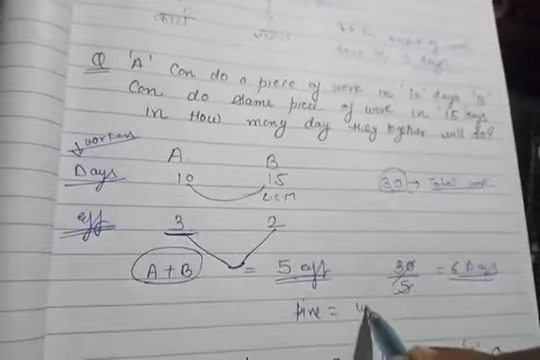 Q 'A' Can do a piece of work in '10' days 'B'
Can do same piece of work in '15 days
In How many day they together will do?
workers
Days
A B
10 15
L.C.M
30 → Total work
eff
3 2
A + B = 5 eff
30/5 = 6 Days
time =